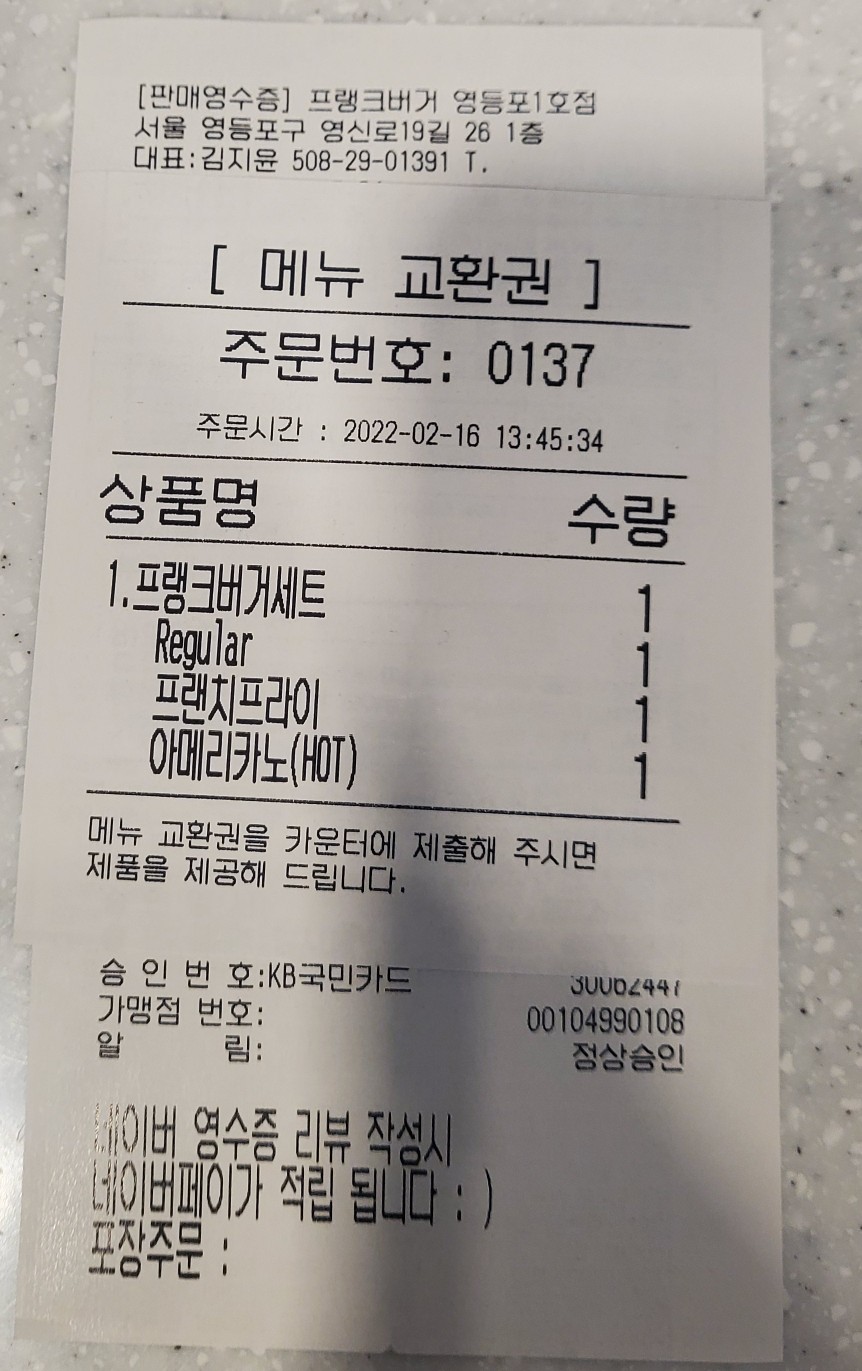 [판매영수증] 프랭크버거 영등포1호점
서울 영등포구 영신로19길 26 1층
대표:김지윤 508-29-01391 T.
[ 메뉴 교환권 ]
주문번호: 0137
주문시간 : 2022-02-16 13:45:34
상품명 수량
1.프랭크버거세트 1
Regular 1
프랜치프라이 1
아메리카노(HOT) 1
메뉴 교환권을 카운터에 제출해 주시면
제품을 제공해 드립니다.
승 인 번 호:KB국민카드 30062447
가맹점 번호: 00104990108
알 림: 정상승인
네이버 영수증 리뷰 작성시
네이버페이가 적립 됩니다 : )
포장주문 :